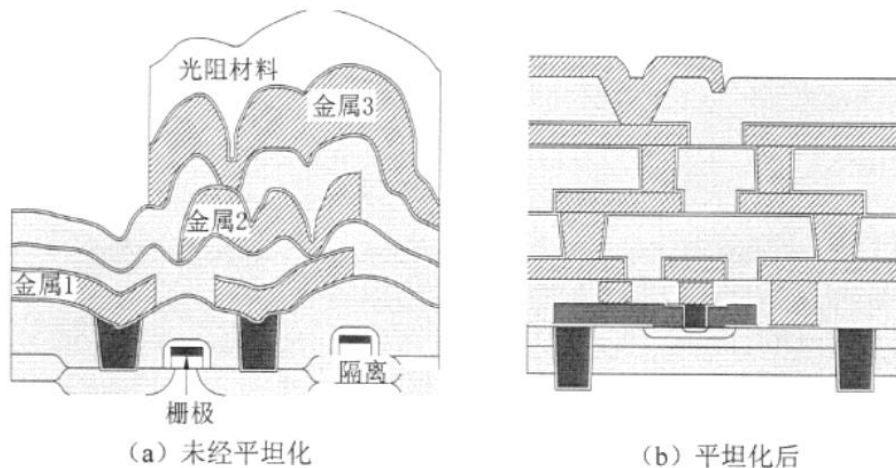 光阻材料
金属3
金属2
金属1
隔离
栅极
（a）未经平坦化
（b）平坦化后